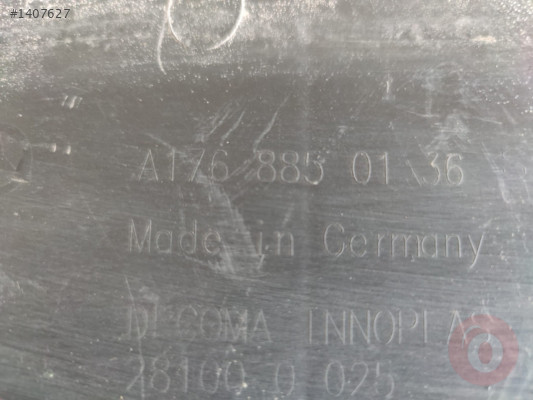 #1407627
A176 885 01 36
Made in Germany
DECOMA INNOPLAS
28100 0 025